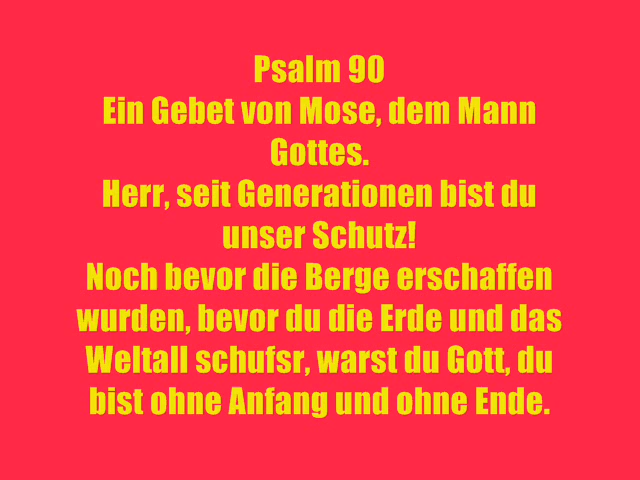 Psalm 90
Ein Gebet von Mose, dem Mann
Gottes.
Herr, seit Generationen bist du
unser Schutz!
Noch bevor die Berge erschaffen
wurden, bevor du die Erde und das
Weltall schufsr, warst du Gott, du
bist ohne Anfang und ohne Ende.